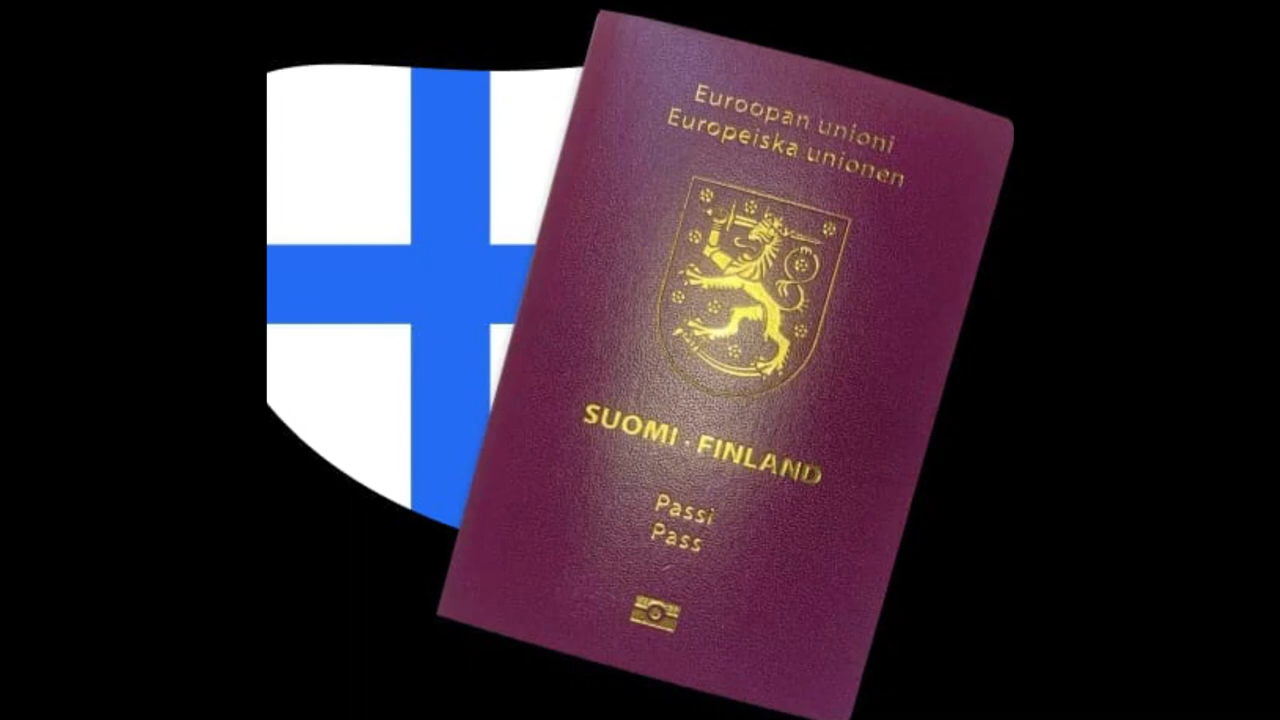 Euroopan unioni
Europeiska unionen
SUOMI · FINLAND
Passi
Pass